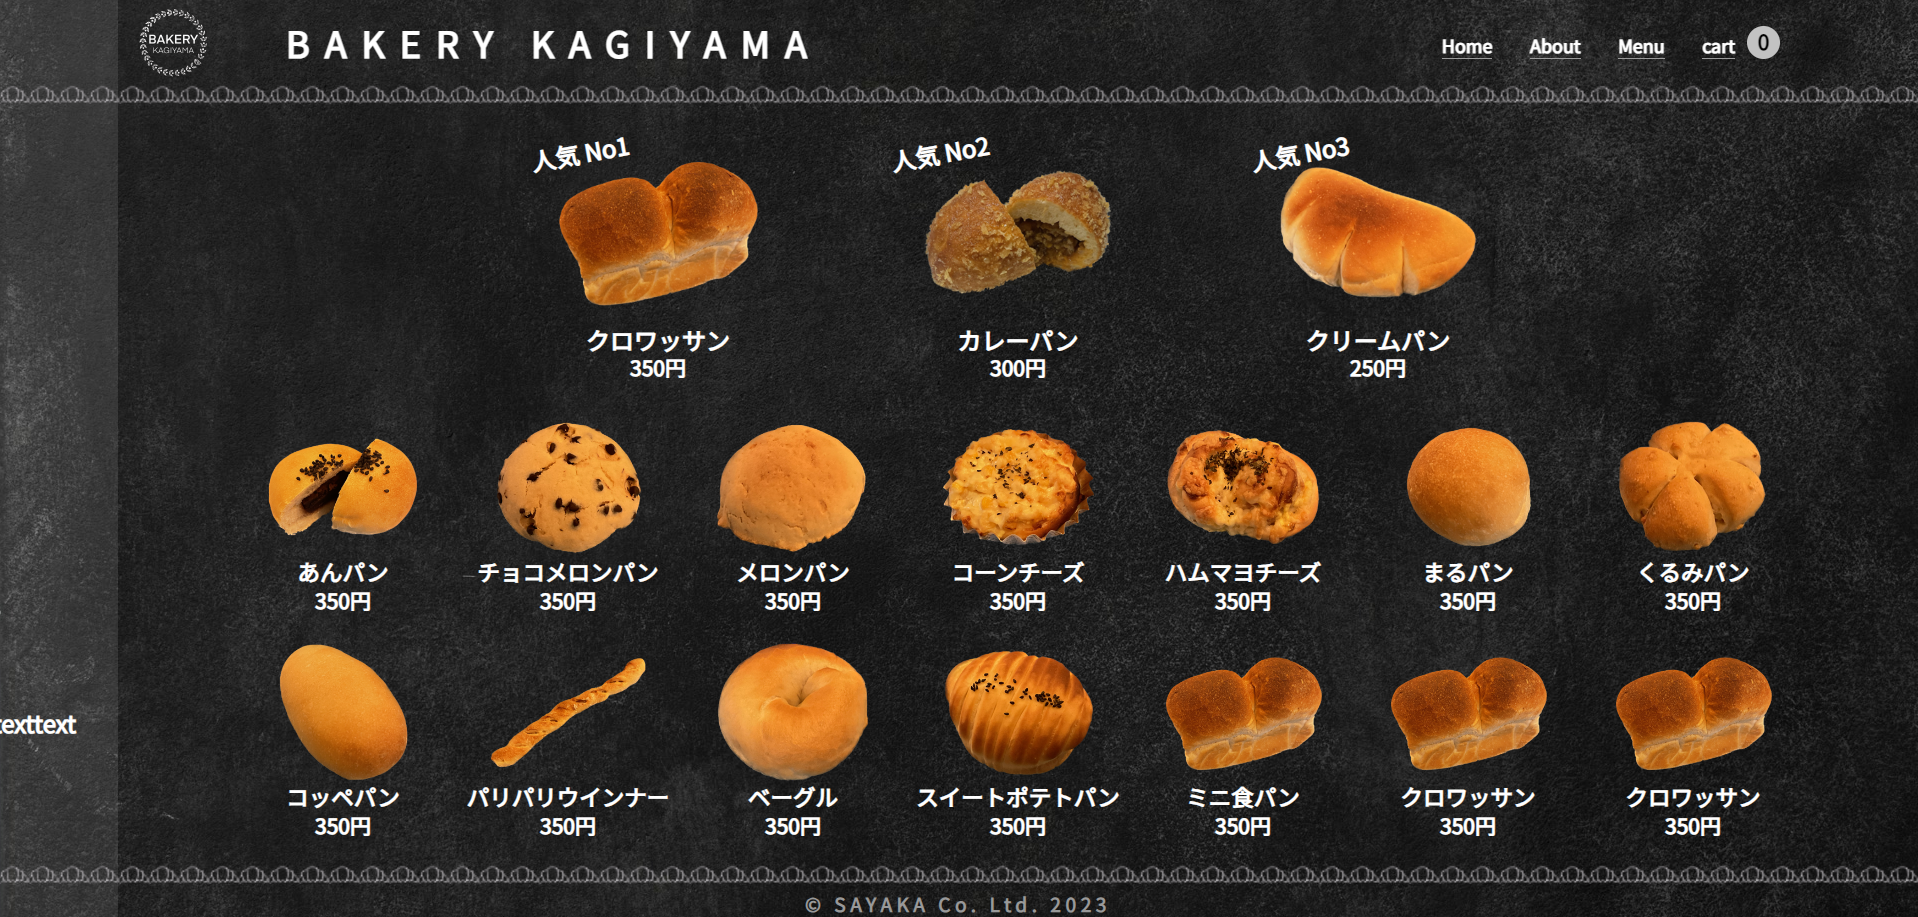 BAKERY
KAGIYAMA
BAKERY KAGIYAMA
Home About Menu cart 0
人気 No1
人気 No2
人気 No3
クロワッサン
350円
カレーパン
300円
クリームパン
250円
あんパン
350円
チョコメロンパン
350円
メロンパン
350円
コーンチーズ
350円
ハムマヨチーズ
350円
まるパン
350円
くるみパン
350円
texttext
コッペパン
350円
パリパリウインナー
350円
ベーグル
350円
スイートポテトパン
350円
ミニ食パン
350円
クロワッサン
350円
クロワッサン
350円
© SAYAKA Co. Ltd. 2023